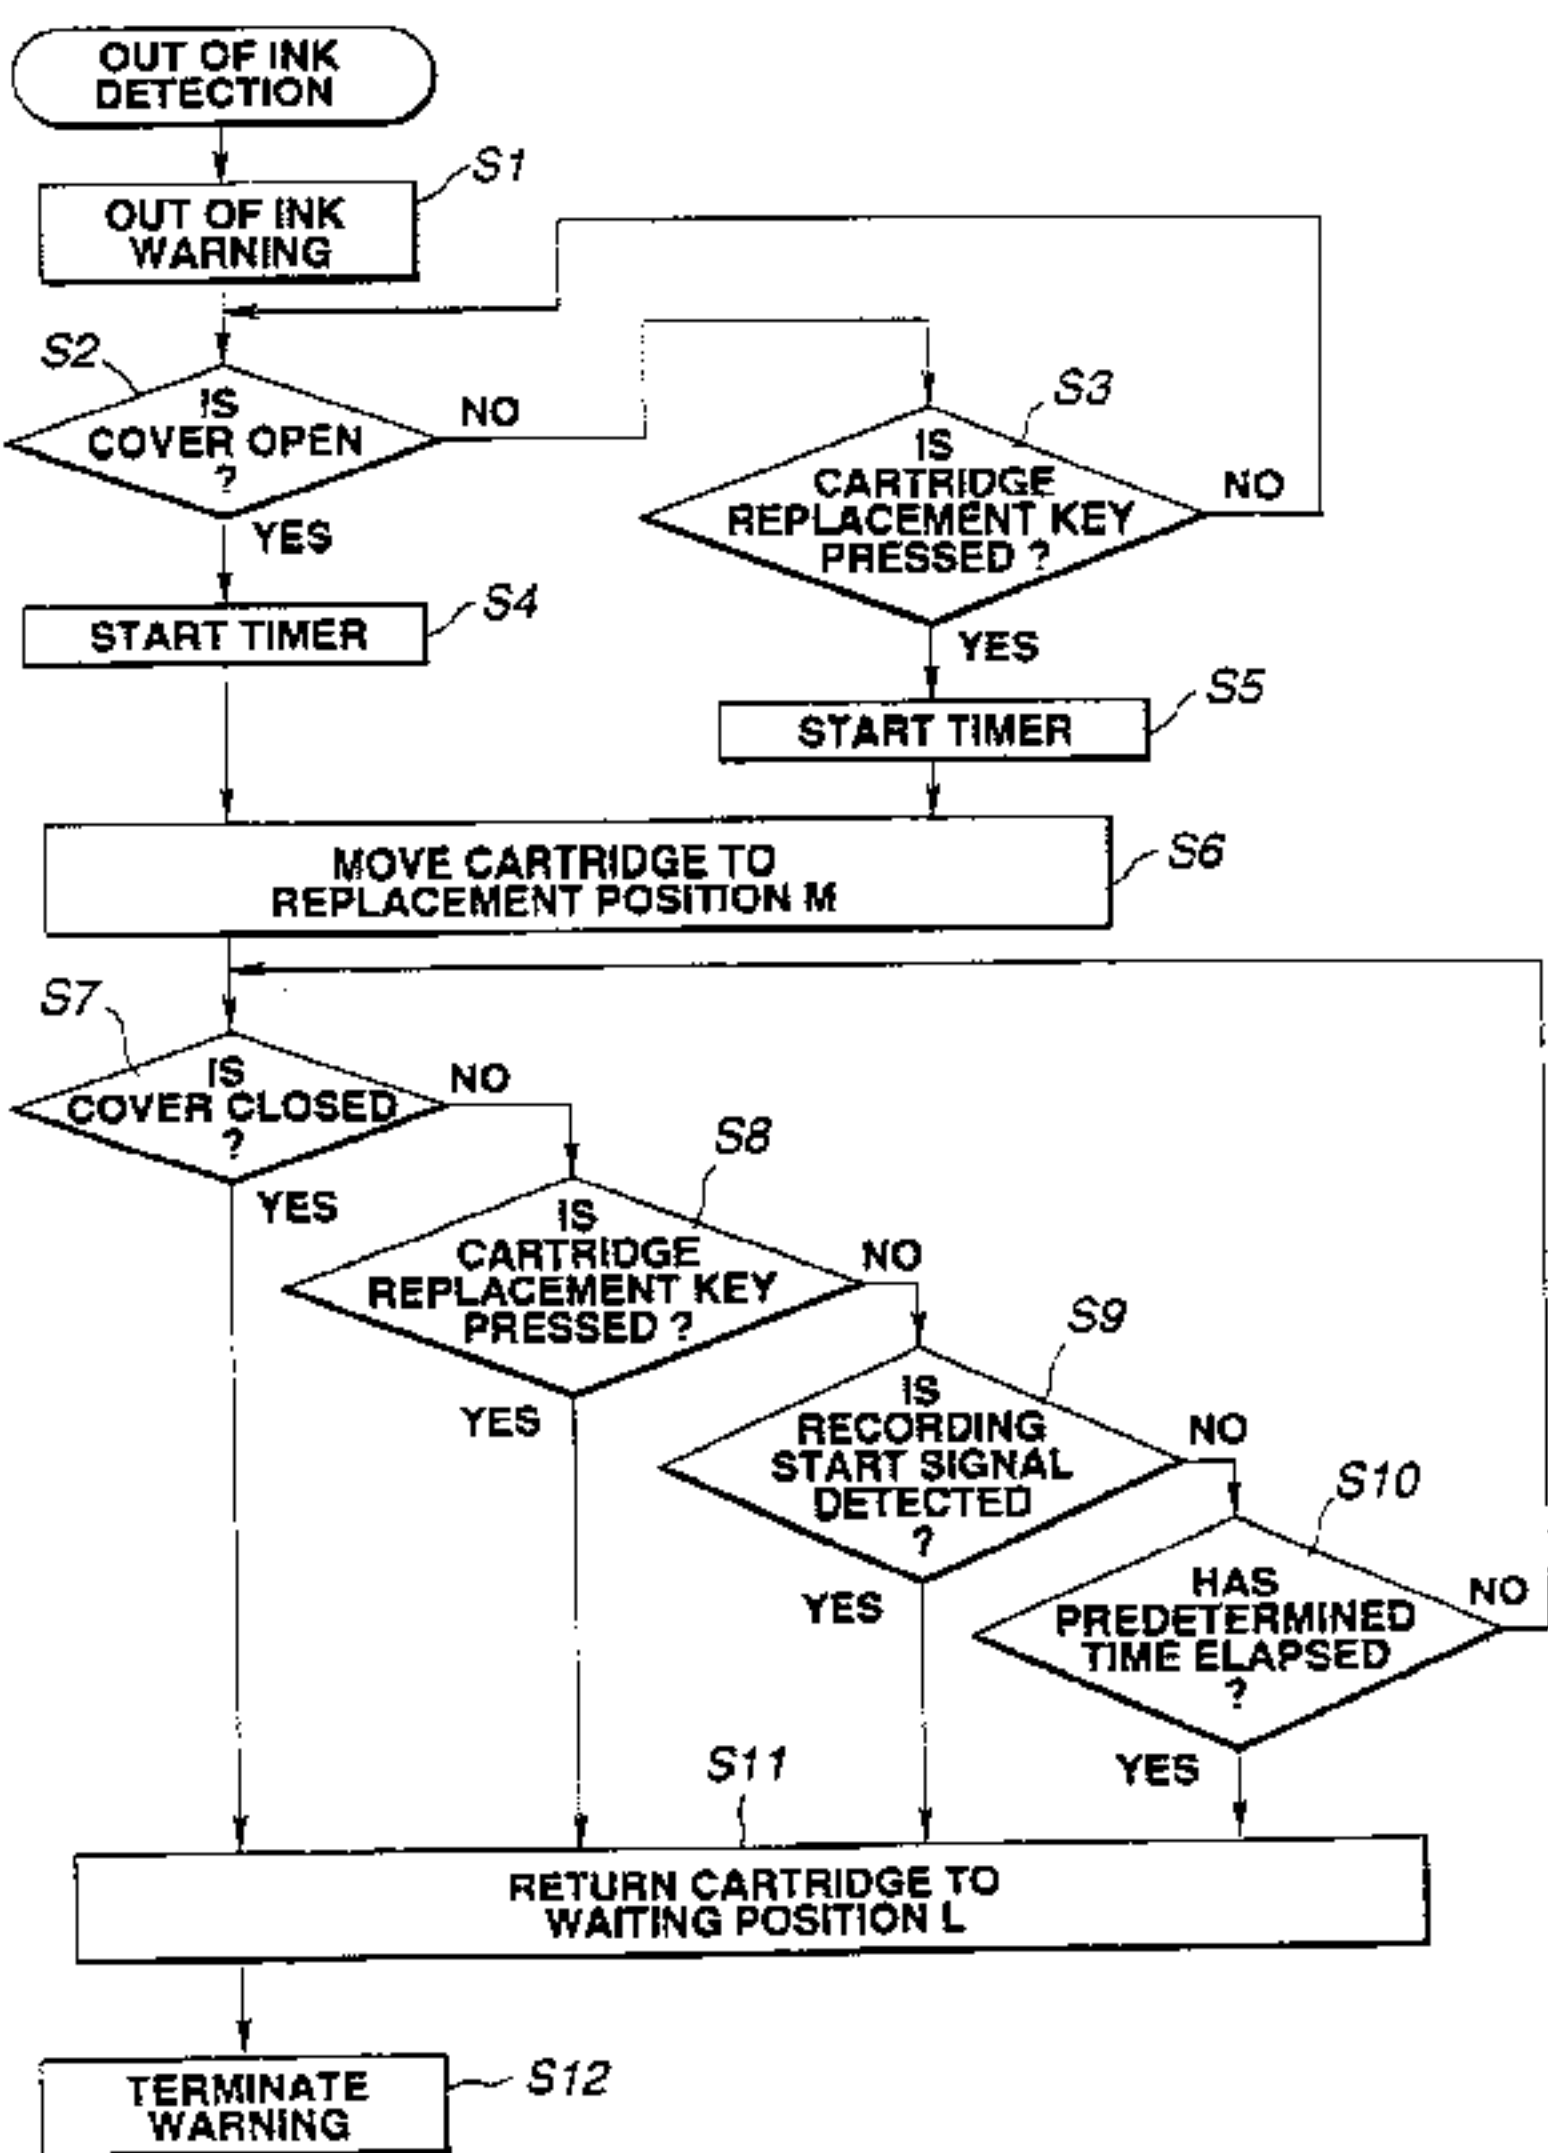 OUT OF INK
DETECTION
S1
OUT OF INK
WARNING
S2
IS
COVER OPEN
?
NO
YES
S3
IS
CARTRIDGE
REPLACEMENT KEY
PRESSED ?
NO
YES
S4
START TIMER
S5
START TIMER
S6
MOVE CARTRIDGE TO
REPLACEMENT POSITION M
S7
IS
COVER CLOSED
?
NO
YES
S8
IS
CARTRIDGE
REPLACEMENT KEY
PRESSED ?
NO
YES
S9
IS
RECORDING
START SIGNAL
DETECTED
?
NO
YES
S10
HAS
PREDETERMINED
TIME ELAPSED
?
NO
YES
S11
RETURN CARTRIDGE TO
WAITING POSITION L
S12
TERMINATE
WARNING